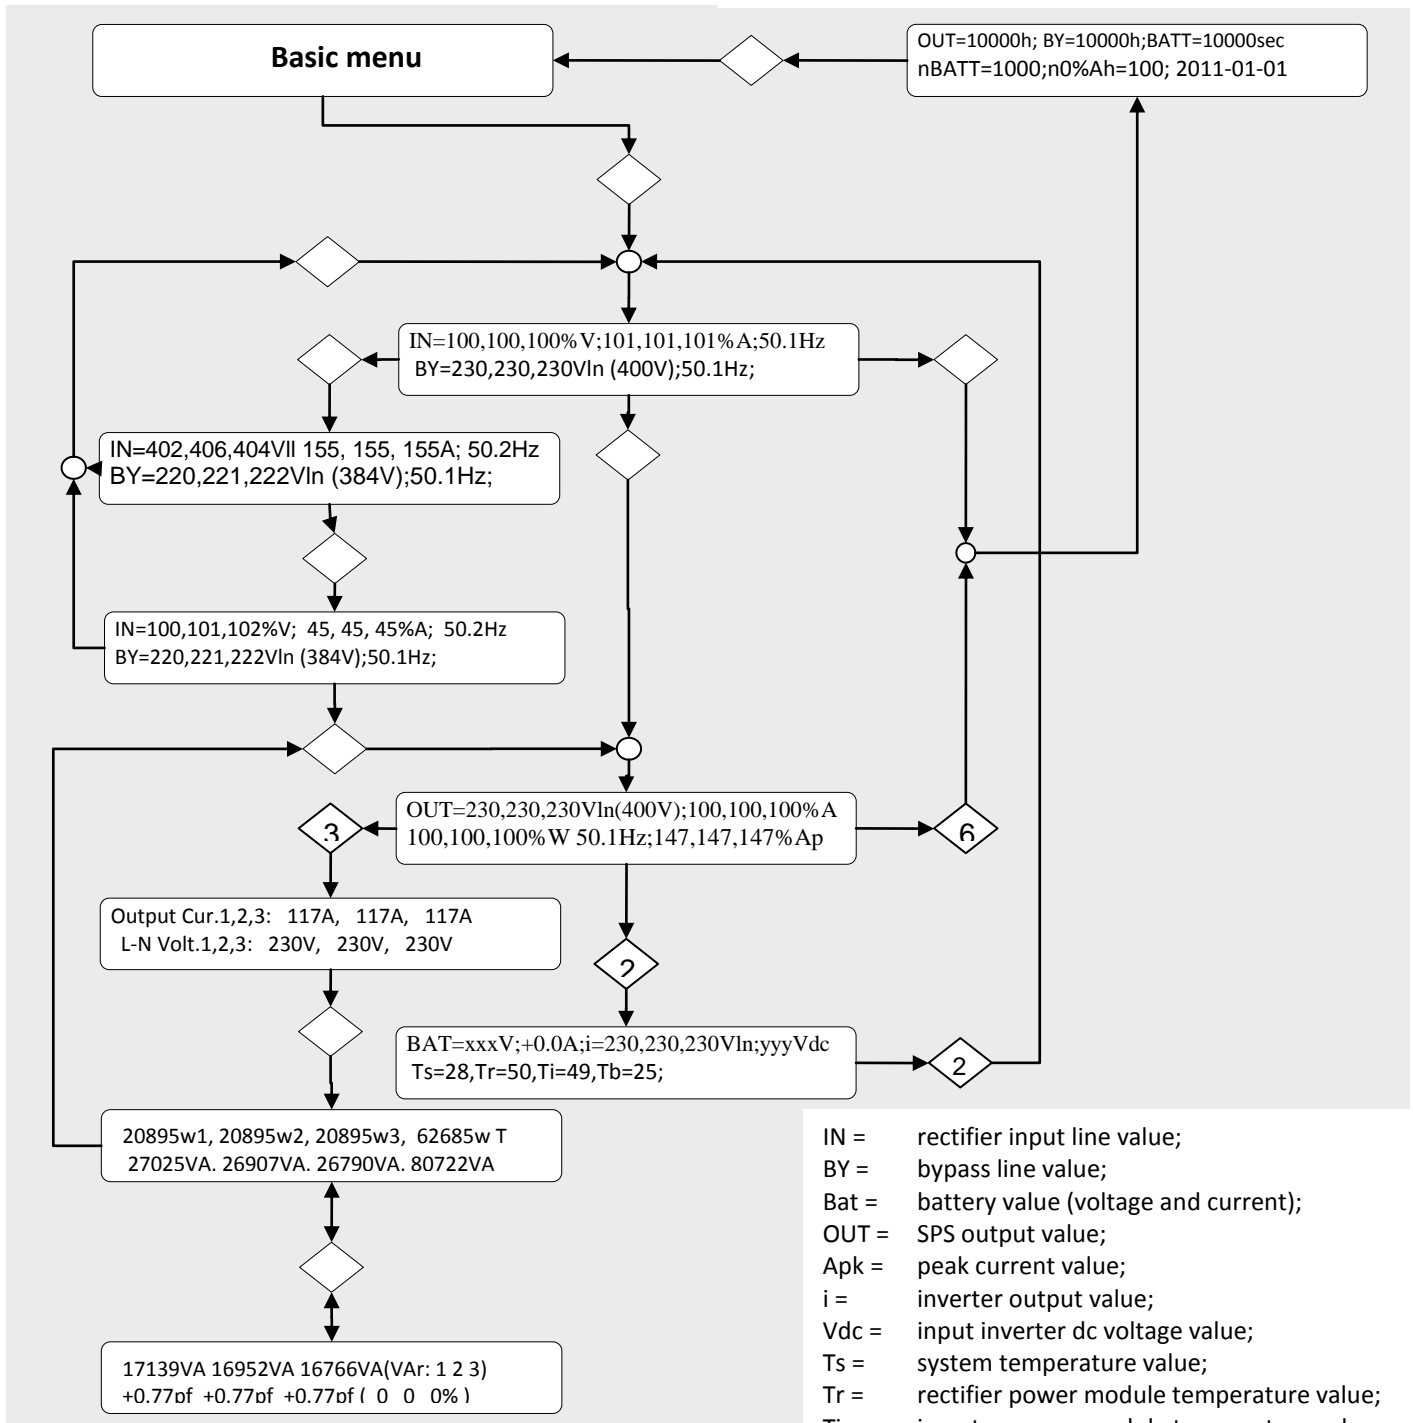 Basic menu
OUT=10000h; BY=10000h;BATT=10000sec
nBATT=1000;n0%Ah=100; 2011-01-01
IN=100,100,100%V;101,101,101%A;50.1Hz
BY=230,230,230Vln (400V);50.1Hz;
IN=402,406,404Vll 155, 155, 155A; 50.2Hz
BY=220,221,222Vln (384V);50.1Hz;
IN=100,101,102%V; 45, 45, 45%A; 50.2Hz
BY=220,221,222Vln (384V);50.1Hz;
OUT=230,230,230Vln(400V);100,100,100%A
100,100,100%W 50.1Hz;147,147,147%Ap
3
6
Output Cur.1,2,3: 117A, 117A, 117A
L-N Volt.1,2,3: 230V, 230V, 230V
2
BAT=xxxV;+0.0A;i=230,230,230Vln;yyyVdc
Ts=28,Tr=50,Ti=49,Tb=25;
2
20895w1, 20895w2, 20895w3, 62685w T
27025VA. 26907VA. 26790VA. 80722VA
17139VA 16952VA 16766VA(VAr: 1 2 3)
+0.77pf +0.77pf +0.77pf ( 0 0 0% )
IN = rectifier input line value;
BY = bypass line value;
Bat = battery value (voltage and current);
OUT = SPS output value;
Apk = peak current value;
i = inverter output value;
Vdc = input inverter dc voltage value;
Ts = system temperature value;
Tr = rectifier power module temperature value;